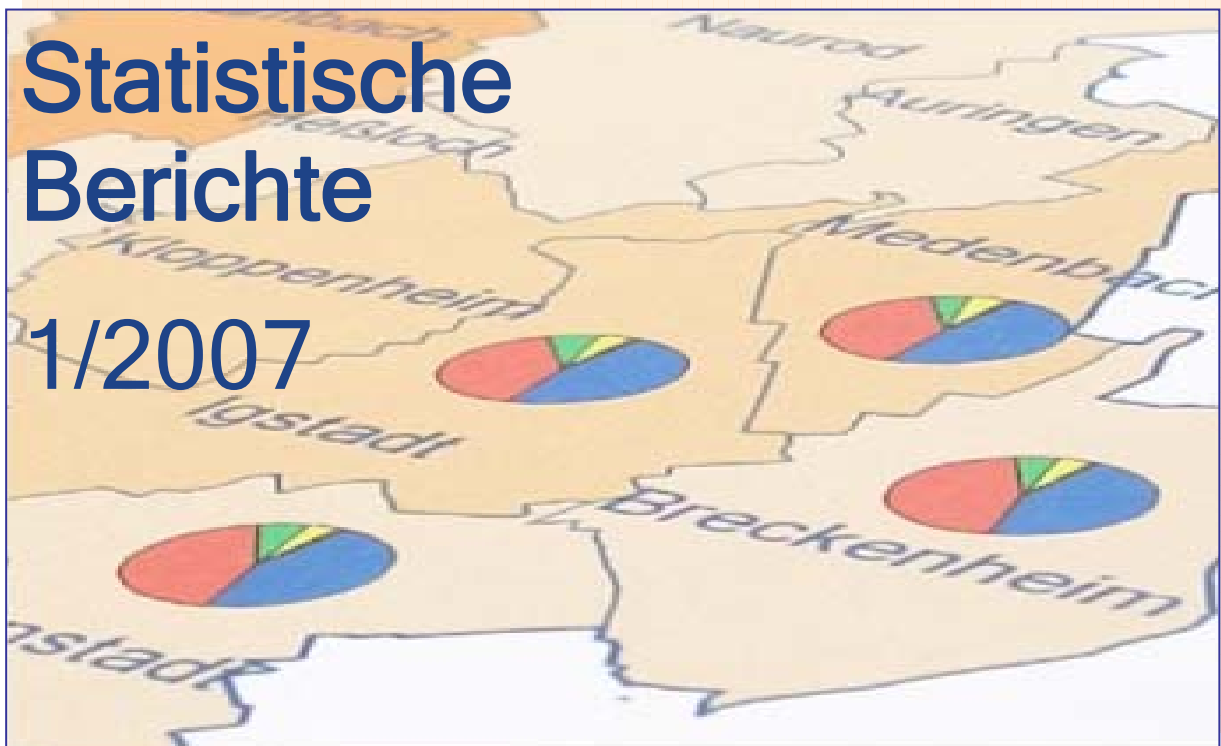 Statistische
Berichte
1/2007
Naurod
Auringen
Kloppenheim
Medenbach
Igstadt
Breckenheim